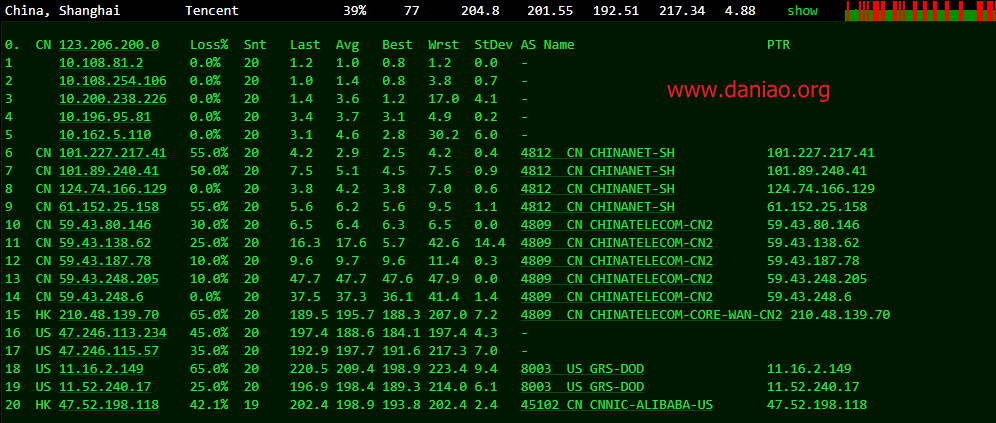 China, Shanghai Tencent 39% 77 204.8 201.55 192.51 217.34 4.88 show
0. CN 123.206.200.0 Loss% Snt Last Avg Best Wrst StDev AS Name PTR
1 10.108.81.2 0.0% 20 1.2 1.0 0.8 1.2 0.0 -
2 10.108.254.106 0.0% 20 1.0 1.4 0.8 3.8 0.7 -
www.daniao.org
3 10.200.238.226 0.0% 20 1.4 3.6 1.2 17.0 4.1 -
4 10.196.95.81 0.0% 20 3.4 3.7 3.1 4.9 0.2 -
5 10.162.5.110 0.0% 20 3.1 4.6 2.8 30.2 6.0 -
6 CN 101.227.217.41 55.0% 20 4.2 2.9 2.5 4.2 0.4 4812 CN CHINANET-SH 101.227.217.41
7 CN 101.89.240.41 50.0% 20 7.5 5.1 4.5 7.5 0.9 4812 CN CHINANET-SH 101.89.240.41
8 CN 124.74.166.129 0.0% 20 3.8 4.2 3.8 7.0 0.6 4812 CN CHINANET-SH 124.74.166.129
9 CN 61.152.25.158 55.0% 20 5.6 6.2 5.6 9.5 1.1 4812 CN CHINANET-SH 61.152.25.158
10 CN 59.43.80.146 30.0% 20 6.5 6.4 6.3 6.5 0.0 4809 CN CHINATELECOM-CN2 59.43.80.146
11 CN 59.43.138.62 25.0% 20 16.3 17.6 5.7 42.6 14.4 4809 CN CHINATELECOM-CN2 59.43.138.62
12 CN 59.43.187.78 10.0% 20 9.6 9.7 9.6 11.4 0.3 4809 CN CHINATELECOM-CN2 59.43.187.78
13 CN 59.43.248.205 10.0% 20 47.7 47.7 47.6 47.9 0.0 4809 CN CHINATELECOM-CN2 59.43.248.205
14 CN 59.43.248.6 0.0% 20 37.5 37.3 36.1 41.4 1.4 4809 CN CHINATELECOM-CN2 59.43.248.6
15 HK 210.48.139.70 65.0% 20 189.5 195.7 188.3 207.0 7.2 4809 CN CHINATELECOM-CORE-WAN-CN2 210.48.139.70
16 US 47.246.113.234 45.0% 20 197.4 188.6 184.1 197.4 4.3 -
17 US 47.246.115.57 35.0% 20 192.9 197.7 191.6 217.3 7.0 -
18 US 11.16.2.149 65.0% 20 220.5 209.4 198.9 223.4 9.4 8003 US GRS-DOD 11.16.2.149
19 US 11.52.240.17 25.0% 20 196.9 198.4 189.3 214.0 6.1 8003 US GRS-DOD 11.52.240.17
20 HK 47.52.198.118 42.1% 19 202.4 198.9 193.8 202.4 2.4 45102 CN CNNIC-ALIBABA-US 47.52.198.118